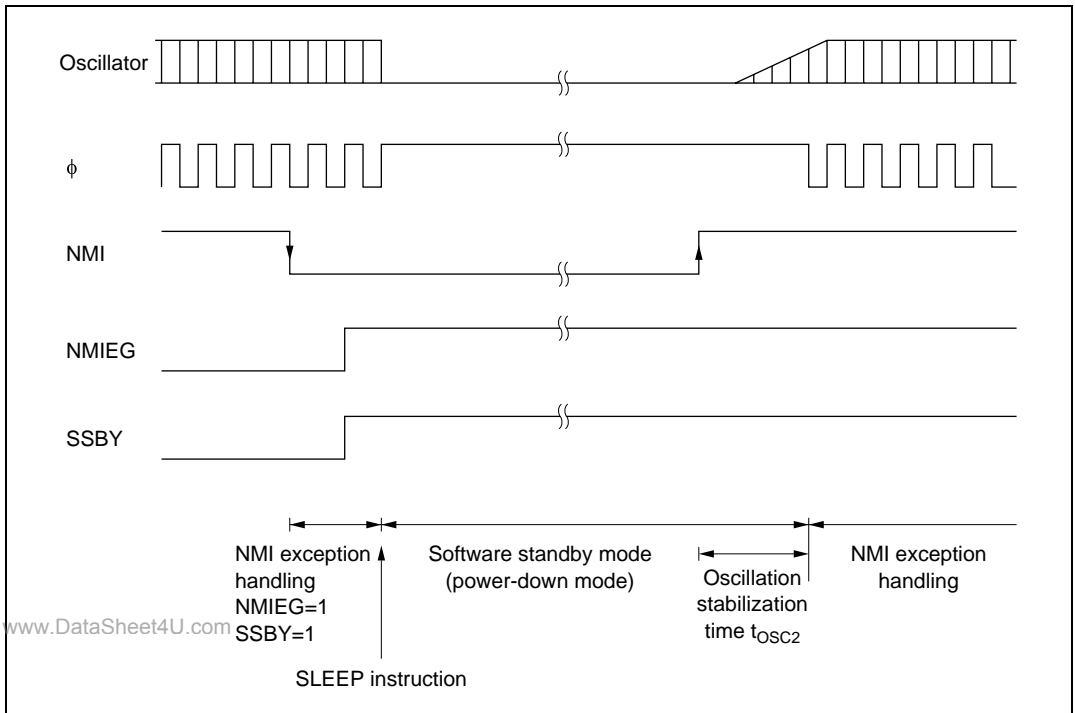 Oscillator
ϕ
NMI
NMIEG
SSBY
NMI exception
handling
NMIEG=1
SSBY=1
Software standby mode
(power-down mode)
Oscillation
stabilization
time tOSC2
NMI exception
handling
SLEEP instruction
www.DataSheet4U.com